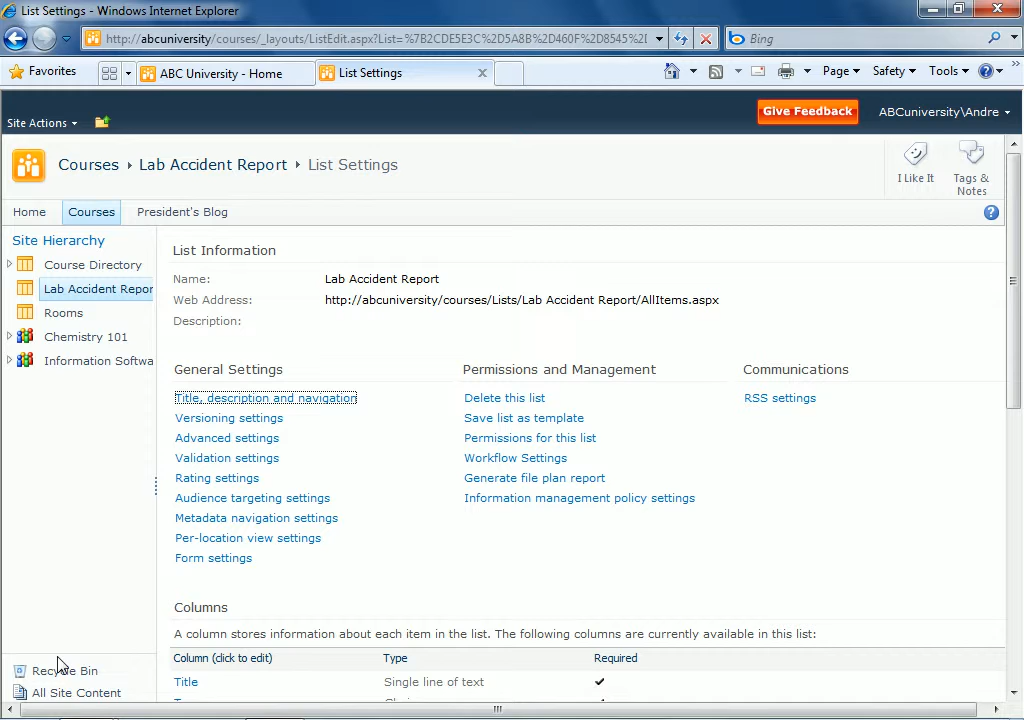 List Settings - Windows Internet Explorer
http://abcuniversity/courses/_layouts/ListEdit.aspx?List=%7B2CDE5E3C%2D5A8B%2D460F%2D8545%2
Bing
Favorites
ABC University - Home
List Settings
Page
Safety
Tools
Site Actions
Give Feedback
ABCuniversity\Andre
Courses
Lab Accident Report
List Settings
I Like It
Tags &
Notes
Home
Courses
President's Blog
Site Hierarchy
Course Directory
Lab Accident Repor
Rooms
Chemistry 101
Information Softwa
Recycle Bin
All Site Content
List Information
Name:
Lab Accident Report
Web Address:
http://abcuniversity/courses/Lists/Lab Accident Report/AllItems.aspx
Description:
General Settings
Title, description and navigation
Versioning settings
Advanced settings
Validation settings
Rating settings
Audience targeting settings
Metadata navigation settings
Per-location view settings
Form settings
Permissions and Management
Delete this list
Save list as template
Permissions for this list
Workflow Settings
Generate file plan report
Information management policy settings
Communications
RSS settings
Columns
A column stores information about each item in the list. The following columns are currently available in this list:
Column (click to edit)
Type
Required
Title
Single line of text